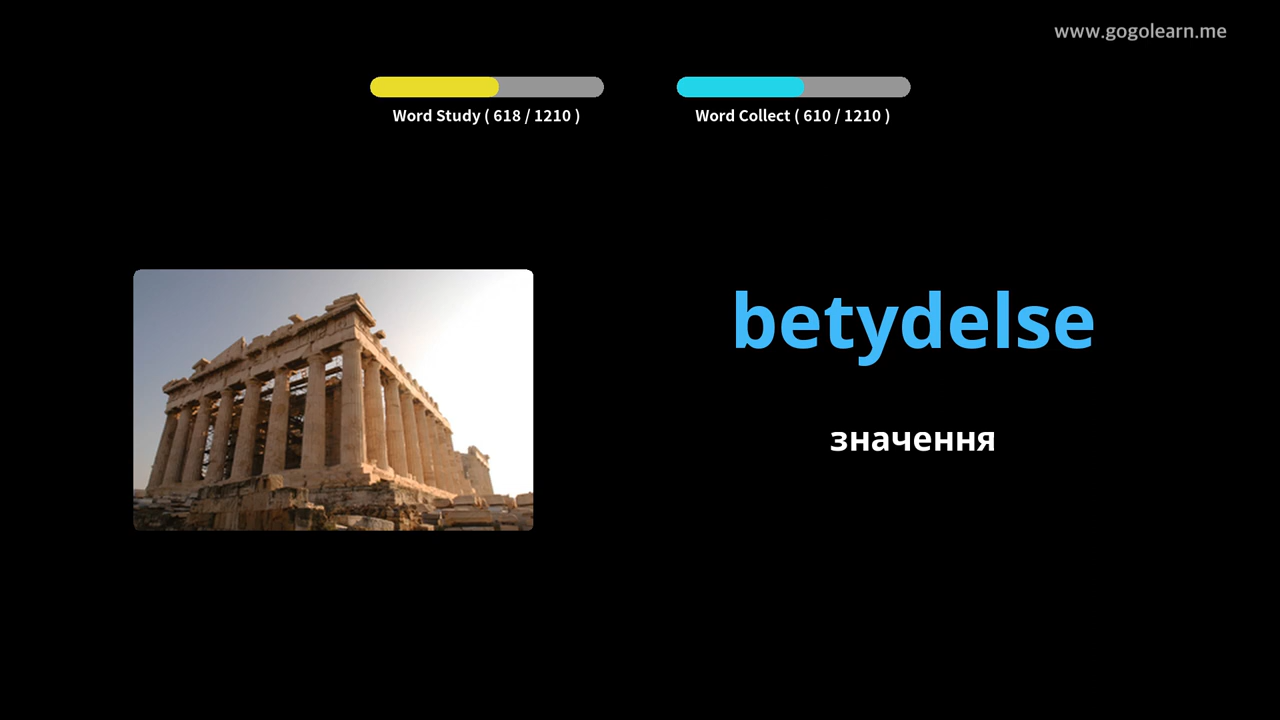 www.gogolearn.me
Word Study ( 618 / 1210 )
Word Collect ( 610 / 1210 )
betydelse
значення